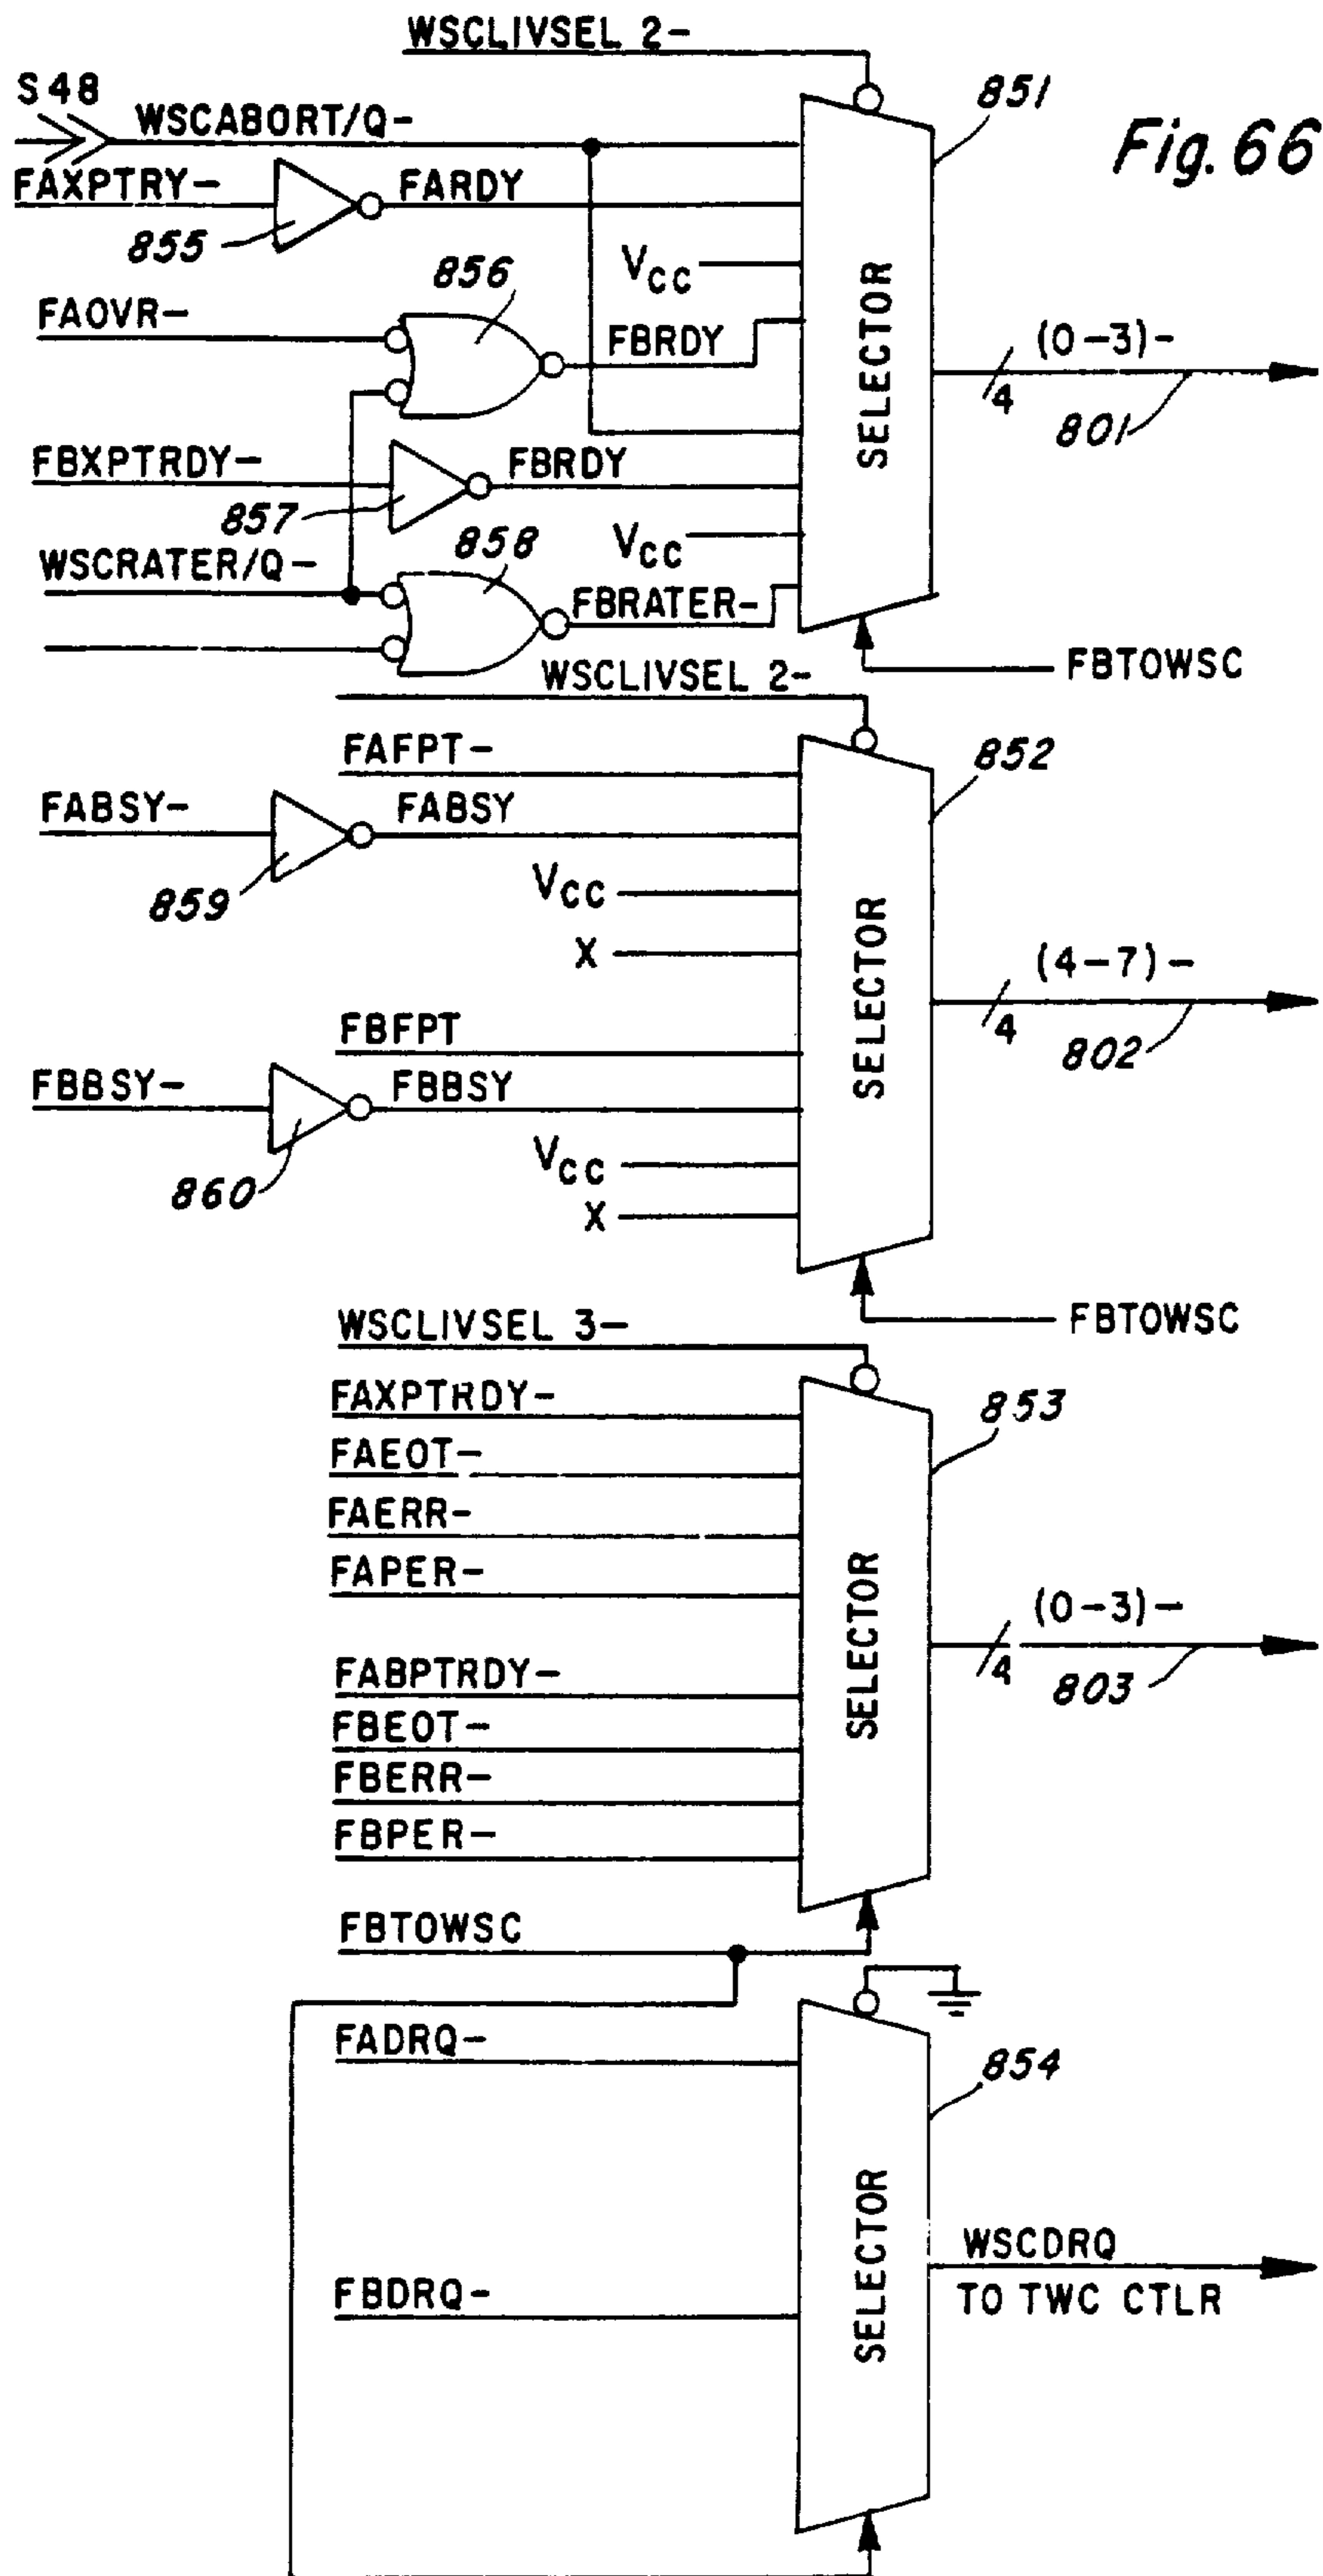 WSCLIVSEL 2-
S48
WSCABORT/Q-
851
Fig. 66
FAXPTRY-
FARDY
855
856
VCC
FAOVR-
FBRDY
SELECTOR
(0-3)-
4
801
FBXPTRDY-
FBRDY
857
858
VCC
WSCRATER/Q-
FBRATER-
FBTOWSC
WSCLIVSEL 2-
FAFPT-
852
FABSY-
FABSY
859
VCC
X
SELECTOR
(4-7)-
4
802
FBFPT
FBBSY-
FBBSY
860
VCC
X
FBTOWSC
WSCLIVSEL 3-
FAXPTRDY-
853
FAEOT-
FAERR-
FAPER-
SELECTOR
(0-3)-
4
803
FABPTRDY-
FBEOT-
FBERR-
FBPER-
FBTOWSC
FADRQ-
854
SELECTOR
WSCDRQ
TO TWC CTLR
FBDRQ-